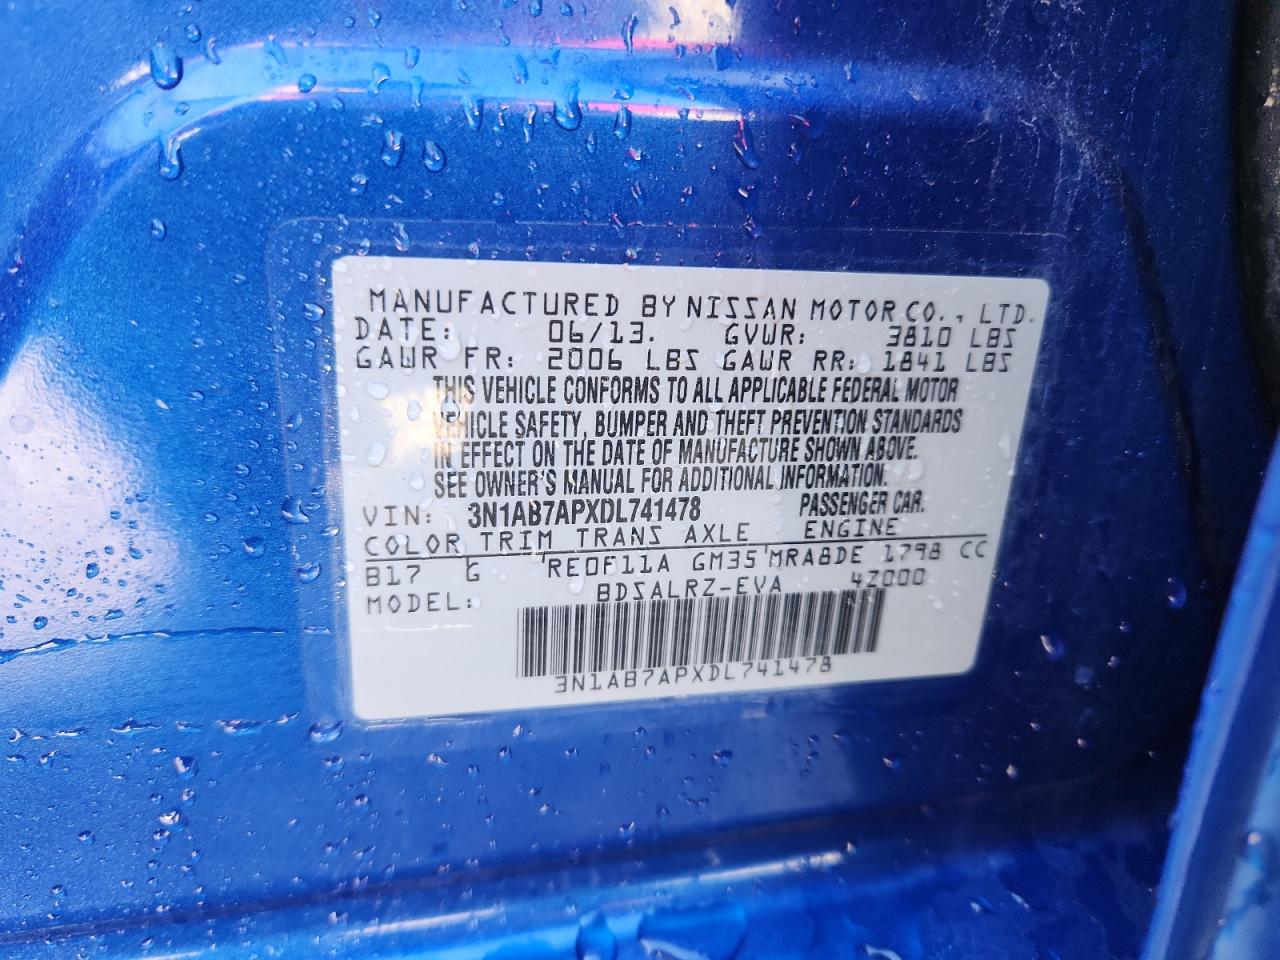 MANUFACTURED BY NISSAN MOTOR CO., LTD.
DATE: 06/13. GVWR: 3810 LBS
GAWR FR: 2006 LBS GAWR RR: 1841 LBS
THIS VEHICLE CONFORMS TO ALL APPLICABLE FEDERAL MOTOR
VEHICLE SAFETY, BUMPER AND THEFT PREVENTION STANDARDS
IN EFFECT ON THE DATE OF MANUFACTURE SHOWN ABOVE.
SEE OWNER'S MANUAL FOR ADDITIONAL INFORMATION.
VIN: 3N1AB7APXDL741478 PASSENGER CAR.
COLOR TRIM TRANS AXLE ENGINE
B17 G RE0F11A GM35 MRA8DE 1798 CC
MODEL: BDSALRZ-EVA 4Z000
3N1AB7APXDL741478